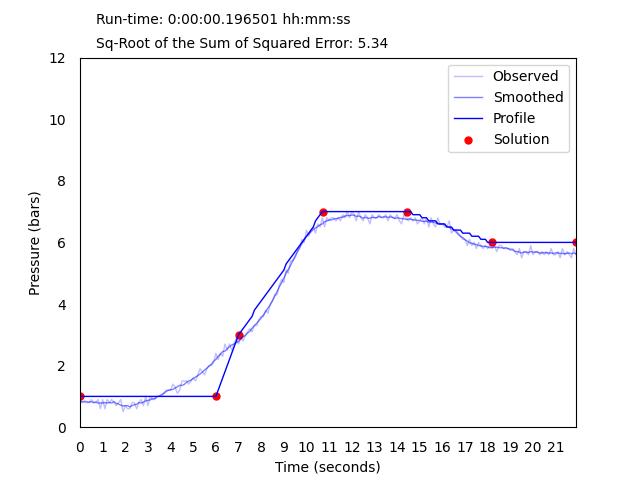 Run-time: 0:00:00.196501 hh:mm:ss
Sq-Root of the Sum of Squared Error: 5.34
Observed
Smoothed
Profile
Solution
Pressure (bars)
12
10
8
6
4
2
0
0 1 2 3 4 5 6 7 8 9 10 11 12 13 14 15 16 17 18 19 20 21
Time (seconds)